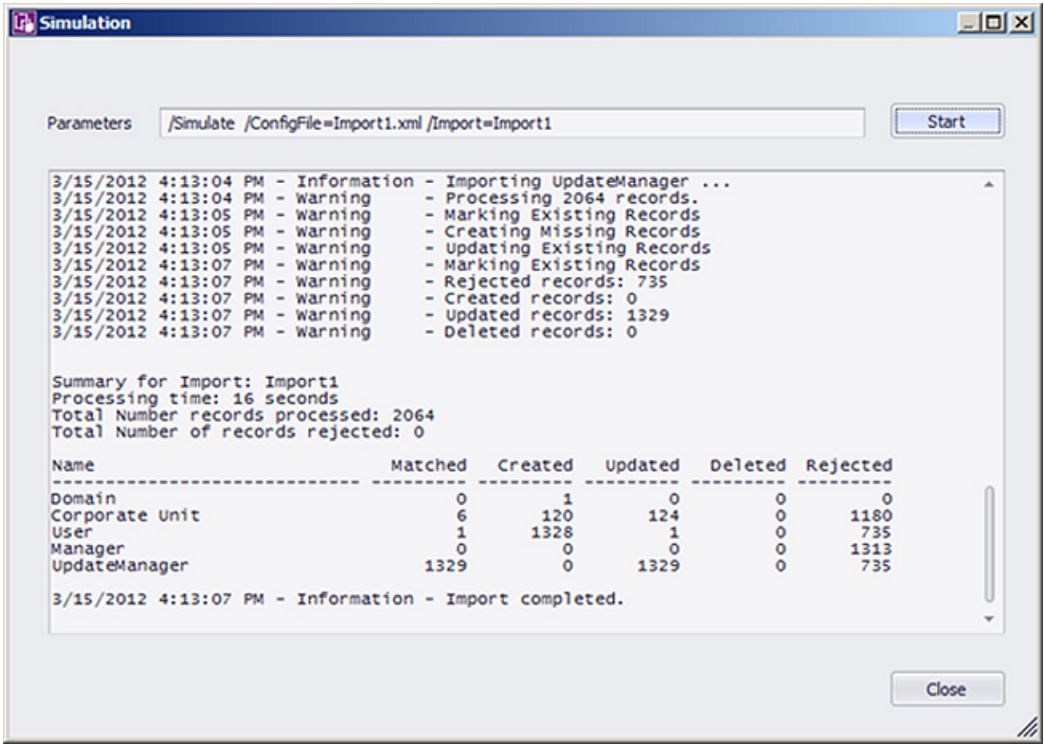 Simulation
Parameters /Simulate /ConfigFile=Import1.xml /Import=Import1 Start
3/15/2012 4:13:04 PM - Information - Importing UpdateManager ...
3/15/2012 4:13:04 PM - Warning - Processing 2064 records.
3/15/2012 4:13:05 PM - Warning - Marking Existing Records
3/15/2012 4:13:05 PM - Warning - Creating Missing Records
3/15/2012 4:13:05 PM - Warning - Updating Existing Records
3/15/2012 4:13:07 PM - Warning - Marking Existing Records
3/15/2012 4:13:07 PM - Warning - Rejected records: 735
3/15/2012 4:13:07 PM - Warning - Created records: 0
3/15/2012 4:13:07 PM - Warning - Updated records: 1329
3/15/2012 4:13:07 PM - Warning - Deleted records: 0
Summary for Import: Import1
Processing time: 16 seconds
Total Number records processed: 2064
Total Number of records rejected: 0
Name Matched Created Updated Deleted Rejected
----------------------------- --------- --------- --------- --------- ---------
Domain 0 1 0 0 0
Corporate Unit 6 120 124 0 1180
User 1 1328 1 0 735
Manager 0 0 0 0 1313
UpdateManager 1329 0 1329 0 735
3/15/2012 4:13:07 PM - Information - Import completed.
Close